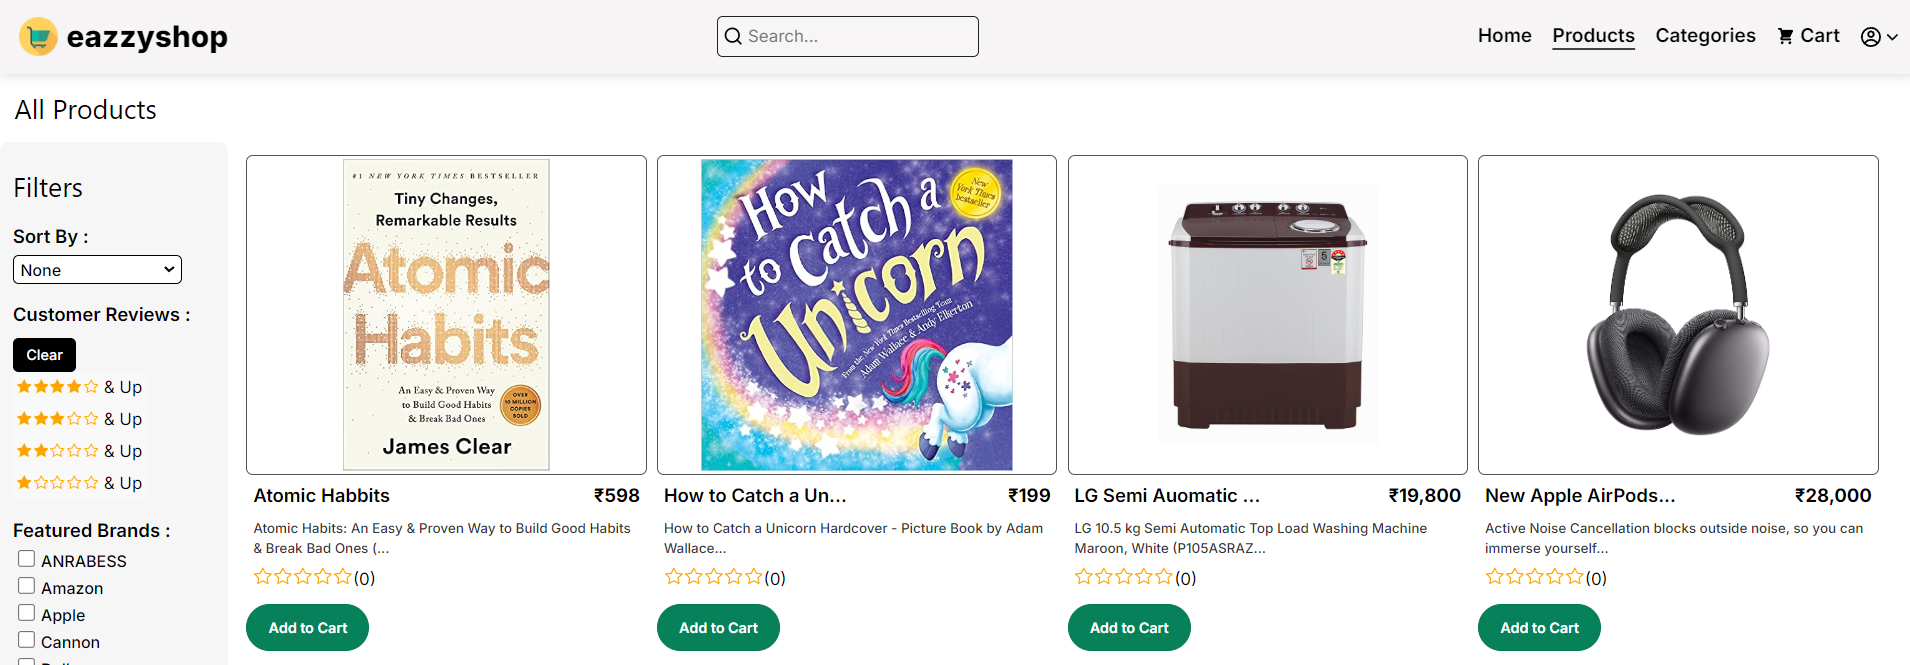 eazzyshop
Search...
Home Products Categories Cart
All Products
Filters
Sort By :
None
Customer Reviews :
Clear
& Up
& Up
& Up
& Up
Featured Brands :
ANRABESS
Amazon
Apple
Cannon
#1 NEW YORK TIMES BESTSELLER
Tiny Changes,
Remarkable Results
Atomic
Habits
An Easy & Proven Way
to Build Good Habits
& Break Bad Ones
OVER
10 MILLION
COPIES
SOLD
James Clear
Atomic Habbits ₹598
Atomic Habits: An Easy & Proven Way to Build Good Habits
& Break Bad Ones (...
(0)
Add to Cart
How
to Catch a
Unicorn
New
York Times
bestseller
From the New York Times Bestselling Team
Adam Wallace & Andy Elkerton
How to Catch a Un... ₹199
How to Catch a Unicorn Hardcover - Picture Book by Adam
Wallace...
(0)
Add to Cart
5
LG Semi Auomatic ... ₹19,800
LG 10.5 kg Semi Automatic Top Load Washing Machine
Maroon, White (P105ASRAZ...
(0)
Add to Cart
New Apple AirPods... ₹28,000
Active Noise Cancellation blocks outside noise, so you can
immerse yourself...
(0)
Add to Cart